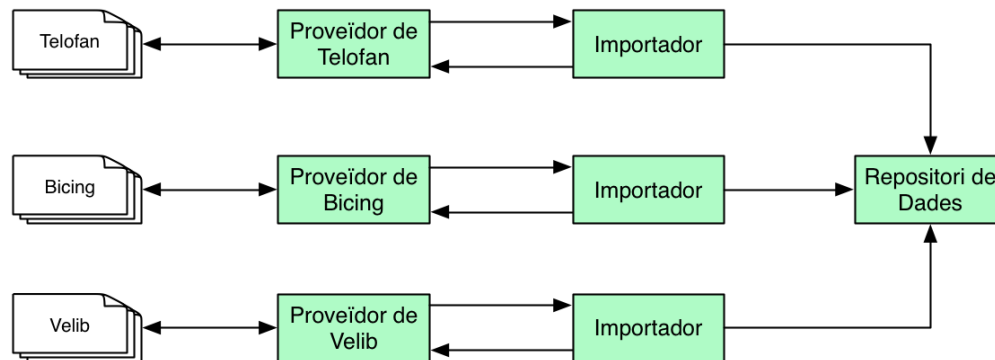 Telofan
Proveïdor de
Telofan
Importador
Bicing
Proveïdor de
Bicing
Importador
Repositori de
Dades
Velib
Proveïdor de
Velib
Importador